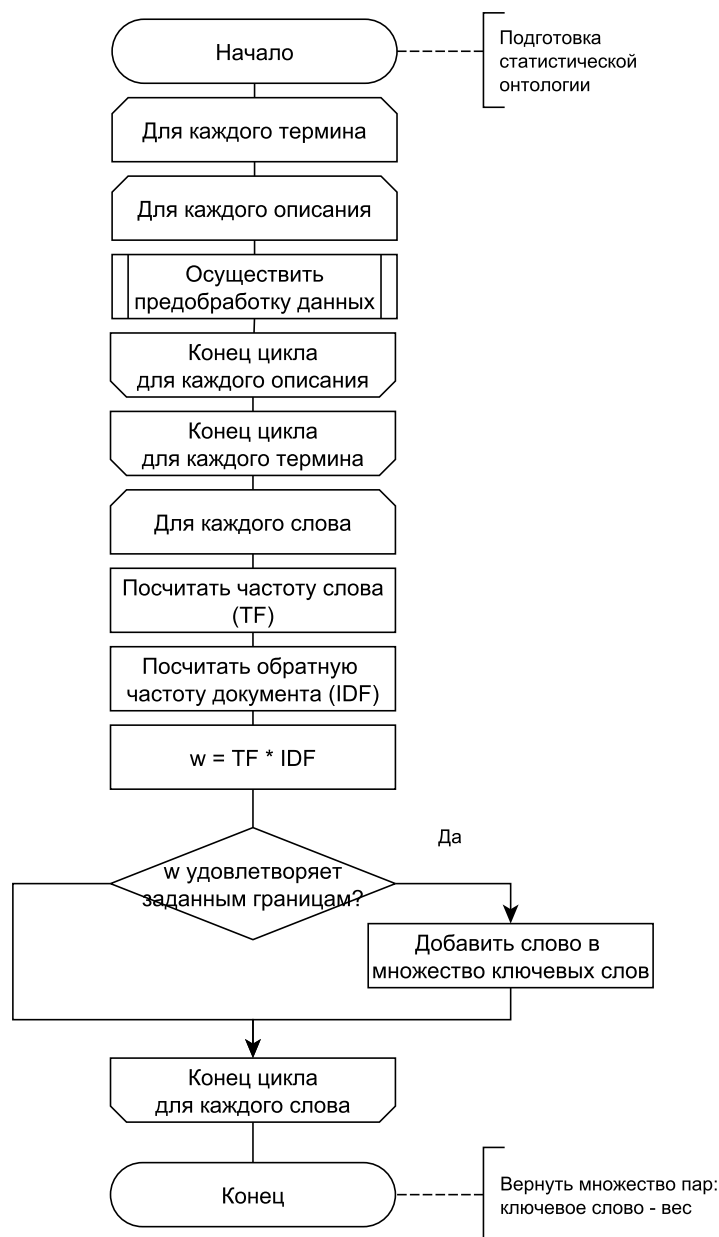 Начало
Подготовка
статистической
онтологии
Для каждого термина
Для каждого описания
Осуществить
предобработку данных
Конец цикла
для каждого описания
Конец цикла
для каждого термина
Для каждого слова
Посчитать частоту слова
(TF)
Посчитать обратную
частоту документа (IDF)
w = TF * IDF
Да
w удовлетворяет
заданным границам?
Добавить слово в
множество ключевых слов
Конец цикла
для каждого слова
Конец
Вернуть множество пар:
ключевое слово - вес